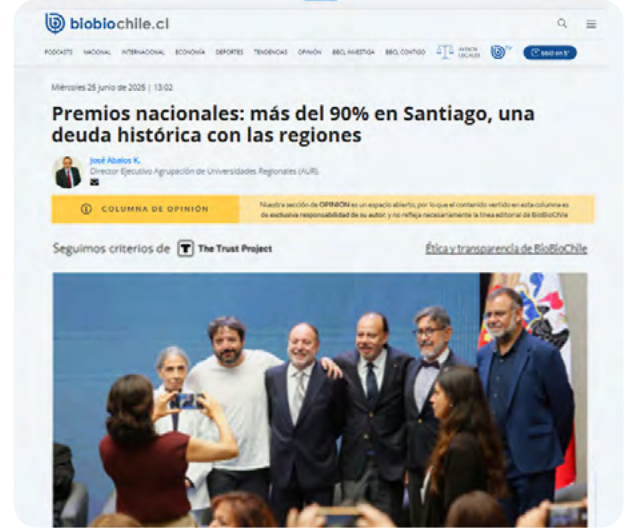 biobiochile.cl
PODCASTS NACIONAL INTERNACIONAL ECONOMÍA DEPORTES TENDENCIAS OPINIÓN BBCL INVESTIGA BBCL CONTIGO AVISOS LEGALES
Miércoles 25 junio de 2025 | 13:02
Premios nacionales: más del 90% en Santiago, una
deuda histórica con las regiones
José Abalos K.
Director Ejecutivo Agrupación de Universidades Regionales (AUR).
COLUMNA DE OPINIÓN
Nuestra sección de OPINIÓN es un espacio abierto, por lo que el contenido vertido en esta columna es
de exclusiva responsabilidad de su autor, y no refleja necesariamente la línea editorial de BioBioChile
Seguimos criterios de T The Trust Project
Ética y transparencia de BioBioChile